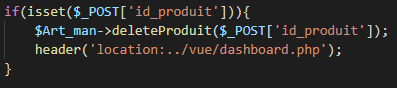 if(isset($_POST['id_produit'])){
    $Art_man->deleteProduit($_POST['id_produit']);
    header('location:../vue/dashboard.php');
}